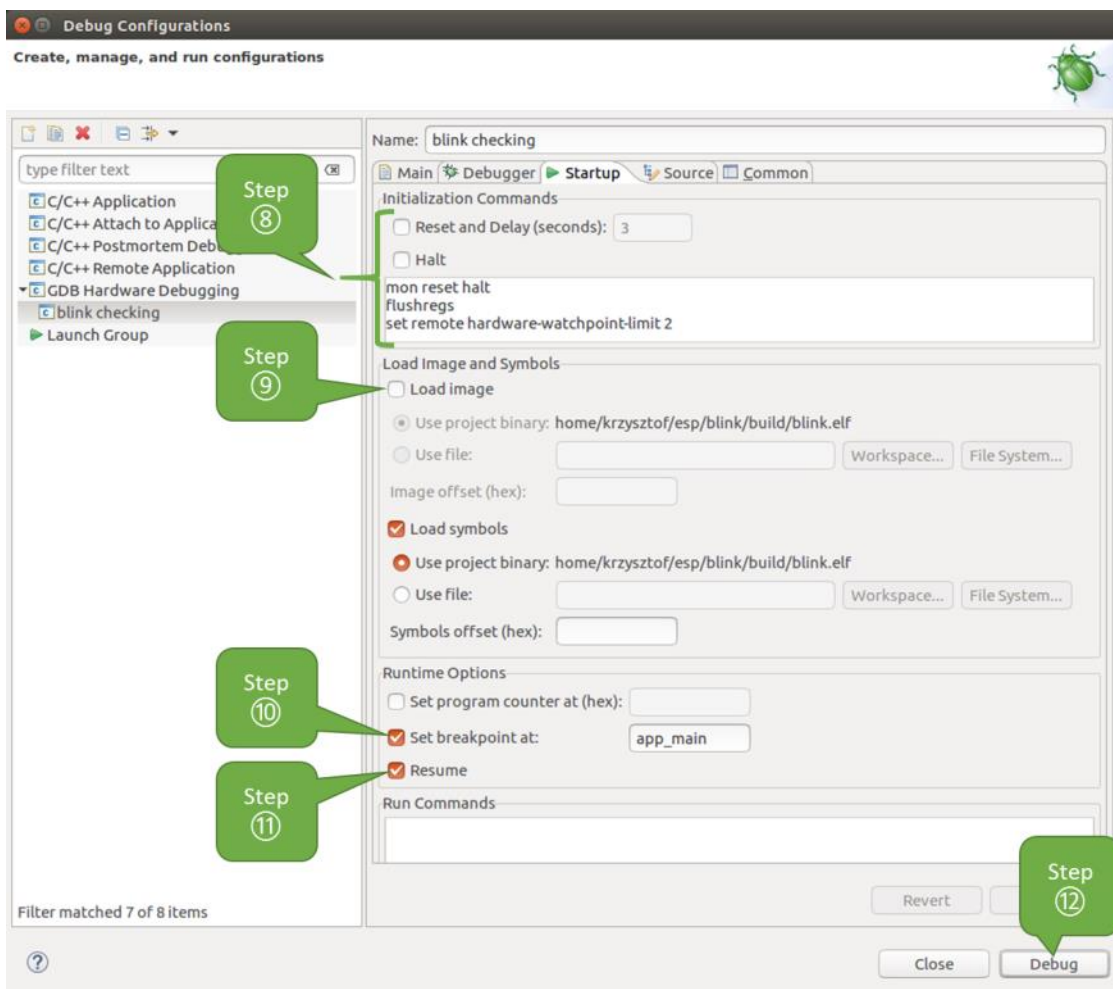 Debug Configurations
Create, manage, and run configurations
type filter text
C/C++ Application
C/C++ Attach to Applica
C/C++ Postmortem Debu
C/C++ Remote Application
GDB Hardware Debugging
blink checking
Launch Group
Filter matched 7 of 8 items
Step
⑧
Step
⑨
Step
⑩
Step
⑪
Name: blink checking
Main Debugger Startup Source Common
Initialization Commands
Reset and Delay (seconds): 3
Halt
mon reset halt
flushregs
set remote hardware-watchpoint-limit 2
Load Image and Symbols
Load image
Use project binary: home/krzysztof/esp/blink/build/blink.elf
Use file: Workspace... File System...
Image offset (hex):
Load symbols
Use project binary: home/krzysztof/esp/blink/build/blink.elf
Use file: Workspace... File System...
Symbols offset (hex):
Runtime Options
Set program counter at (hex):
Set breakpoint at: app_main
Resume
Run Commands
Step
⑫
Revert
Close Debug